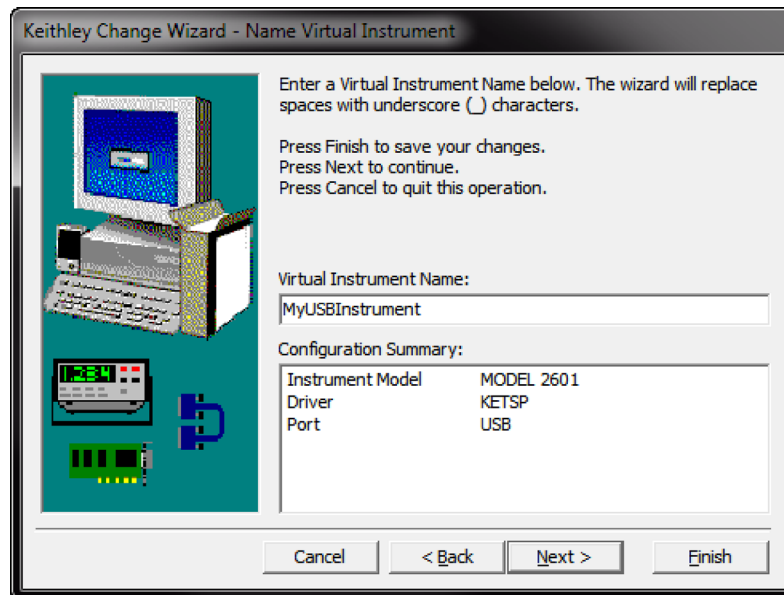 Keithley Change Wizard - Name Virtual Instrument
Enter a Virtual Instrument Name below. The wizard will replace
spaces with underscore (_) characters.
Press Finish to save your changes.
Press Next to continue.
Press Cancel to quit this operation.
Virtual Instrument Name:
MyUSBInstrument
Configuration Summary:
Instrument Model MODEL 2601
Driver KETSP
Port USB
1.234
Cancel < Back Next > Finish